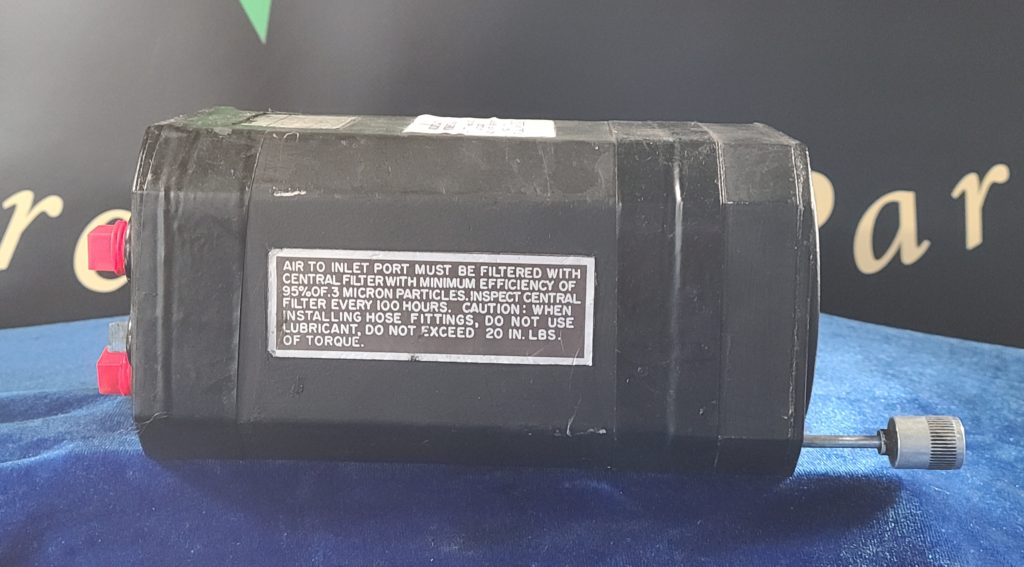 re
Par
AIR TO INLET PORT MUST BE FILTERED WITH
CENTRAL FILTER WITH MINIMUM EFFICIENCY OF
95% OF .3 MICRON PARTICLES. INSPECT CENTRAL
FILTER EVERY 100 HOURS. CAUTION: WHEN
INSTALLING HOSE FITTINGS, DO NOT USE
LUBRICANT, DO NOT EXCEED 20 IN. LBS.
OF TORQUE.